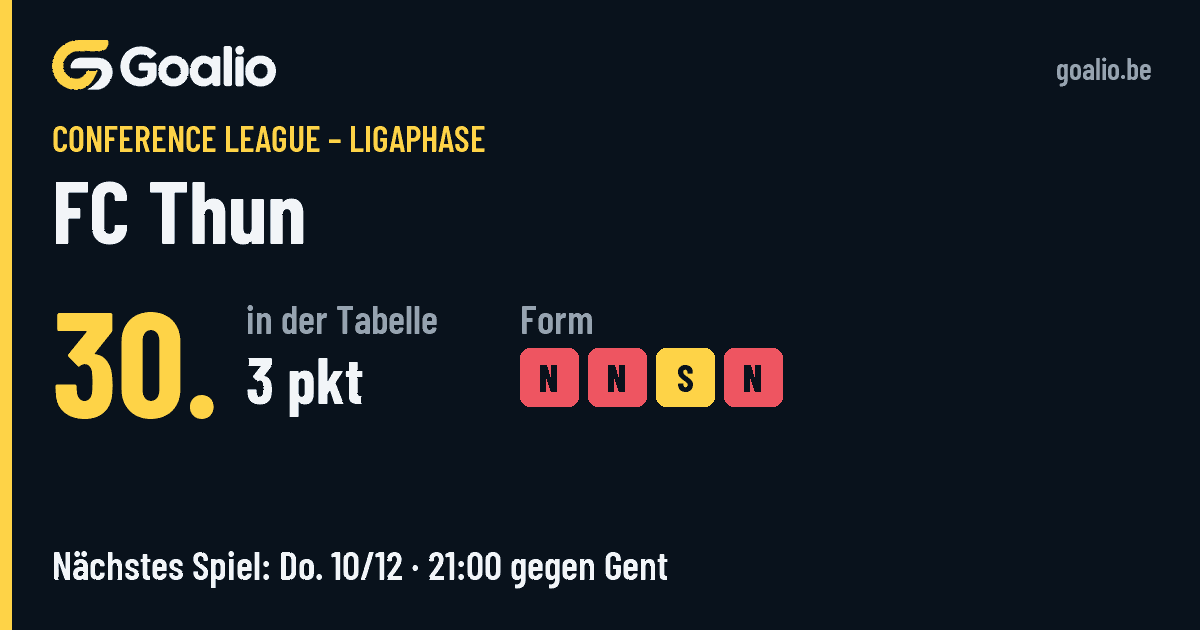 Goalio
goalio.be
CONFERENCE LEAGUE – LIGAPHASE
FC Thun
30.
in der Tabelle
3 pkt
Form
N N S N
Nächstes Spiel: Do. 10/12 · 21:00 gegen Gent